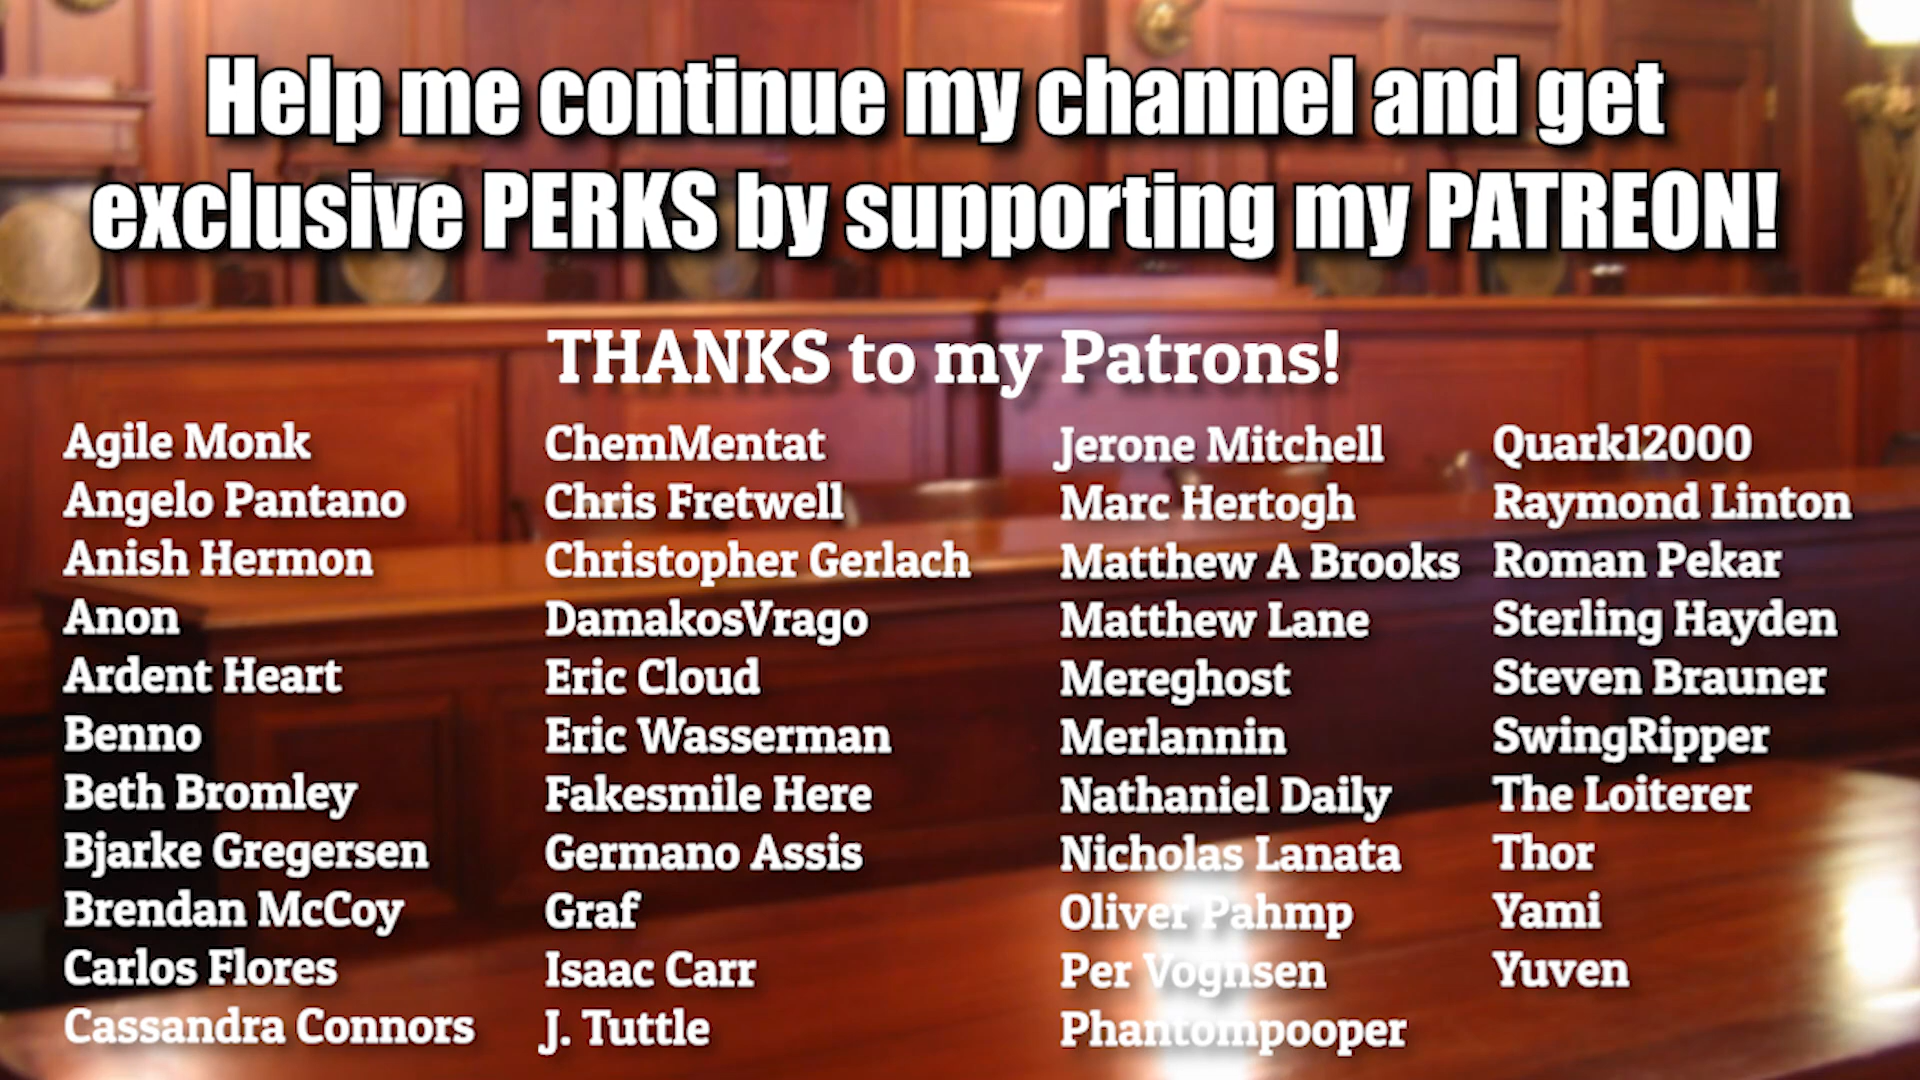 Help me continue my channel and get
exclusive PERKS by supporting my PATREON!
THANKS to my Patrons!
Agile Monk
Angelo Pantano
Anish Hermon
Anon
Ardent Heart
Benno
Beth Bromley
Bjarke Gregersen
Brendan McCoy
Carlos Flores
Cassandra Connors
ChemMentat
Chris Fretwell
Christopher Gerlach
DamakosVrago
Eric Cloud
Eric Wasserman
Fakesmile Here
Germano Assis
Graf
Isaac Carr
J. Tuttle
Jerone Mitchell
Marc Hertogh
Matthew A Brooks
Matthew Lane
Mereghost
Merlannin
Nathaniel Daily
Nicholas Lanata
Oliver Pahmp
Per Vognsen
Phantompooper
Quark12000
Raymond Linton
Roman Pekar
Sterling Hayden
Steven Brauner
SwingRipper
The Loiterer
Thor
Yami
Yuven